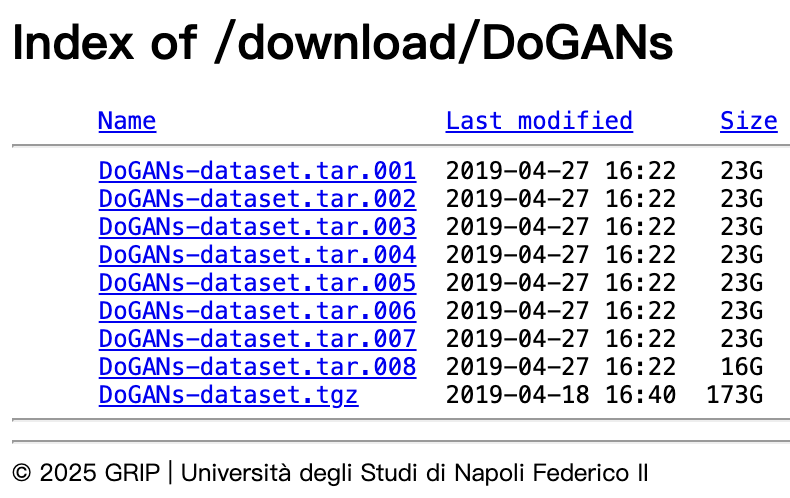 Index of /download/DoGANs
Name Last modified Size
DoGANs-dataset.tar.001 2019-04-27 16:22 23G
DoGANs-dataset.tar.002 2019-04-27 16:22 23G
DoGANs-dataset.tar.003 2019-04-27 16:22 23G
DoGANs-dataset.tar.004 2019-04-27 16:22 23G
DoGANs-dataset.tar.005 2019-04-27 16:22 23G
DoGANs-dataset.tar.006 2019-04-27 16:22 23G
DoGANs-dataset.tar.007 2019-04-27 16:22 23G
DoGANs-dataset.tar.008 2019-04-27 16:22 16G
DoGANs-dataset.tgz 2019-04-18 16:40 173G
© 2025 GRIP | Università degli Studi di Napoli Federico II